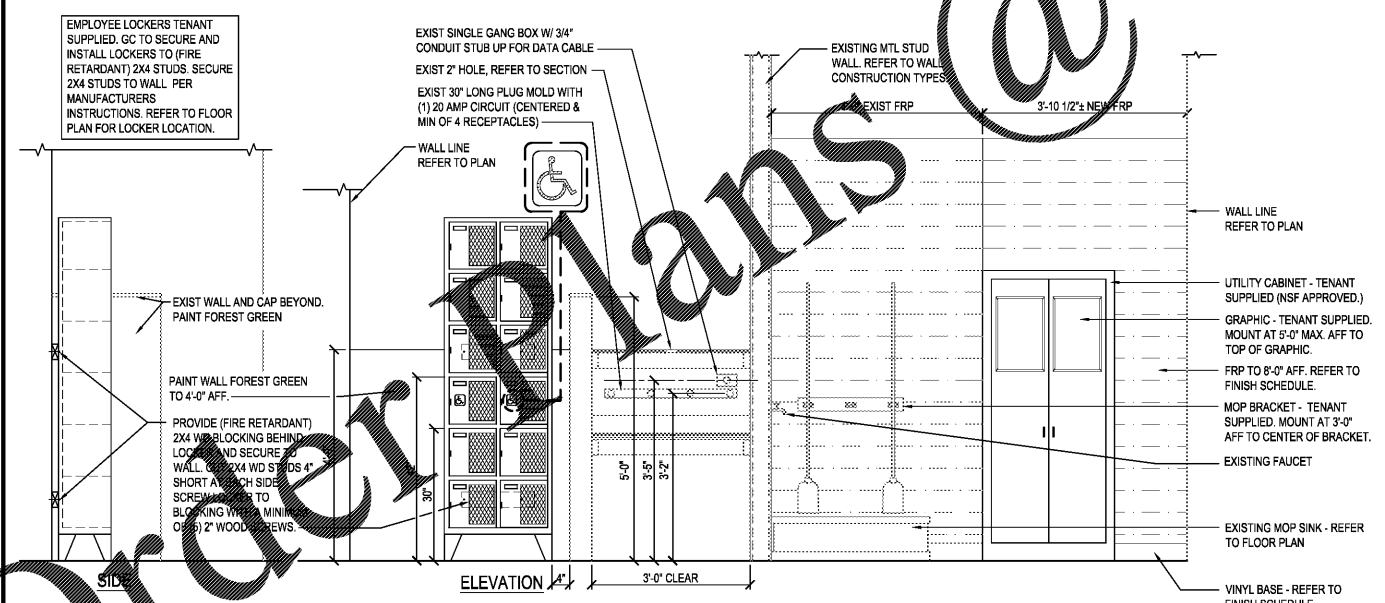 EMPLOYEE LOCKERS TENANT
SUPPLIED. GC TO SECURE AND
INSTALL LOCKERS TO (FIRE
RETARDANT) 2X4 STUDS. SECURE
2X4 STUDS TO WALL PER
MANUFACTURERS
INSTRUCTIONS. REFER TO FLOOR
PLAN FOR LOCKER LOCATION.
EXIST SINGLE GANG BOX W/ 3/4"
CONDUIT STUB UP FOR DATA CABLE
EXIST 2" HOLE, REFER TO SECTION
EXIST 30" LONG PLUG MOLD WITH
(1) 20 AMP CIRCUIT (CENTERED &
MIN OF 4 RECEPTACLES)
WALL LINE
REFER TO PLAN
EXISTING MTL STUD
WALL. REFER TO WALL
CONSTRUCTION TYPES
EXIST FRP
3'-10 1/2"± NEW FRP
EXIST WALL AND CAP BEYOND.
PAINT FOREST GREEN
PAINT WALL FOREST GREEN
TO 4'-0" AFF.
PROVIDE (FIRE RETARDANT)
2X4 WD BLOCKING BEHIND
LOCKER AND SECURE TO
WALL. CUT 2X4 WD STUDS 4"
SHORT AT EACH SIDE
SCREW LOCKER TO
BLOCKING WITH A MINIMUM
OF (6) 2" WOOD SCREWS.
30"
5'-0"
3'-5"
3'-2"
WALL LINE
REFER TO PLAN
UTILITY CABINET - TENANT
SUPPLIED (NSF APPROVED.)
GRAPHIC - TENANT SUPPLIED.
MOUNT AT 5'-0" MAX. AFF TO
TOP OF GRAPHIC.
FRP TO 8'-0" AFF. REFER TO
FINISH SCHEDULE.
MOP BRACKET - TENANT
SUPPLIED. MOUNT AT 3'-0"
AFF TO CENTER OF BRACKET.
EXISTING FAUCET
EXISTING MOP SINK - REFER
TO FLOOR PLAN
VINYL BASE - REFER TO
FINISH SCHEDULE
SIDE
ELEVATION
4"
3'-0" CLEAR
Order Plans @